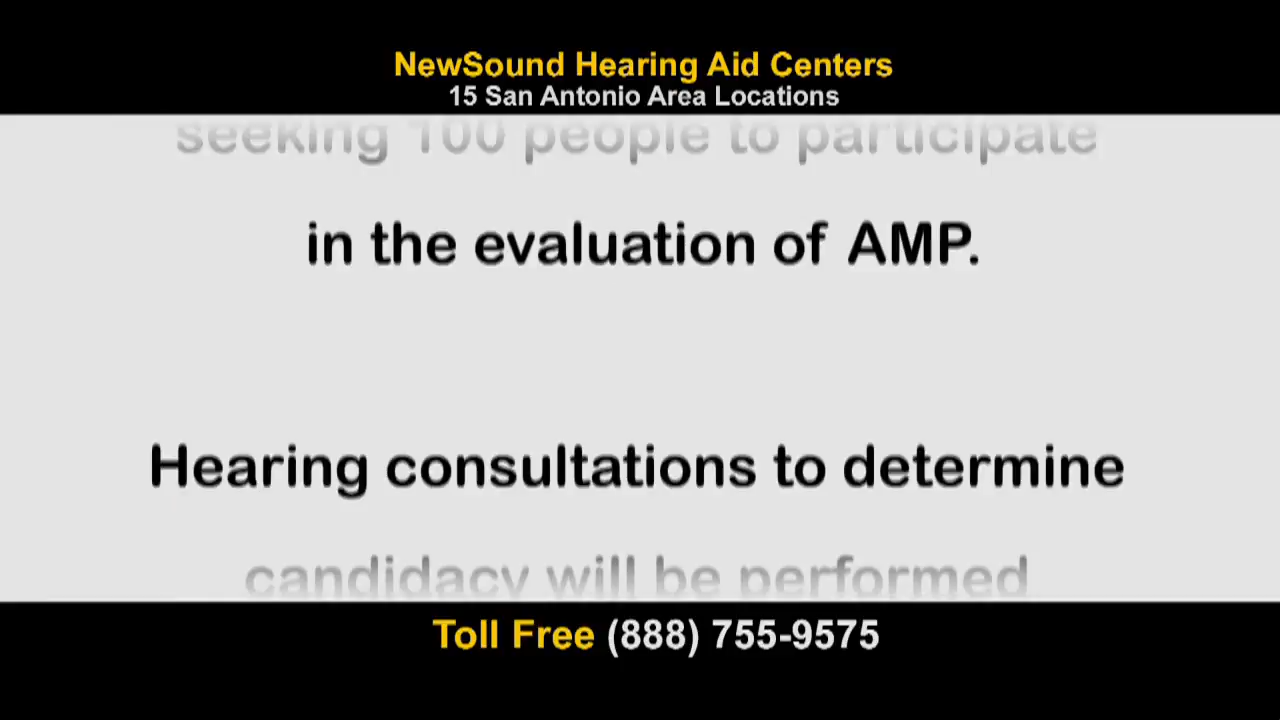 NewSound Hearing Aid Centers
15 San Antonio Area Locations
seeking 100 people to participate
in the evaluation of AMP.
Hearing consultations to determine
candidacy will be performed
Toll Free (888) 755-9575